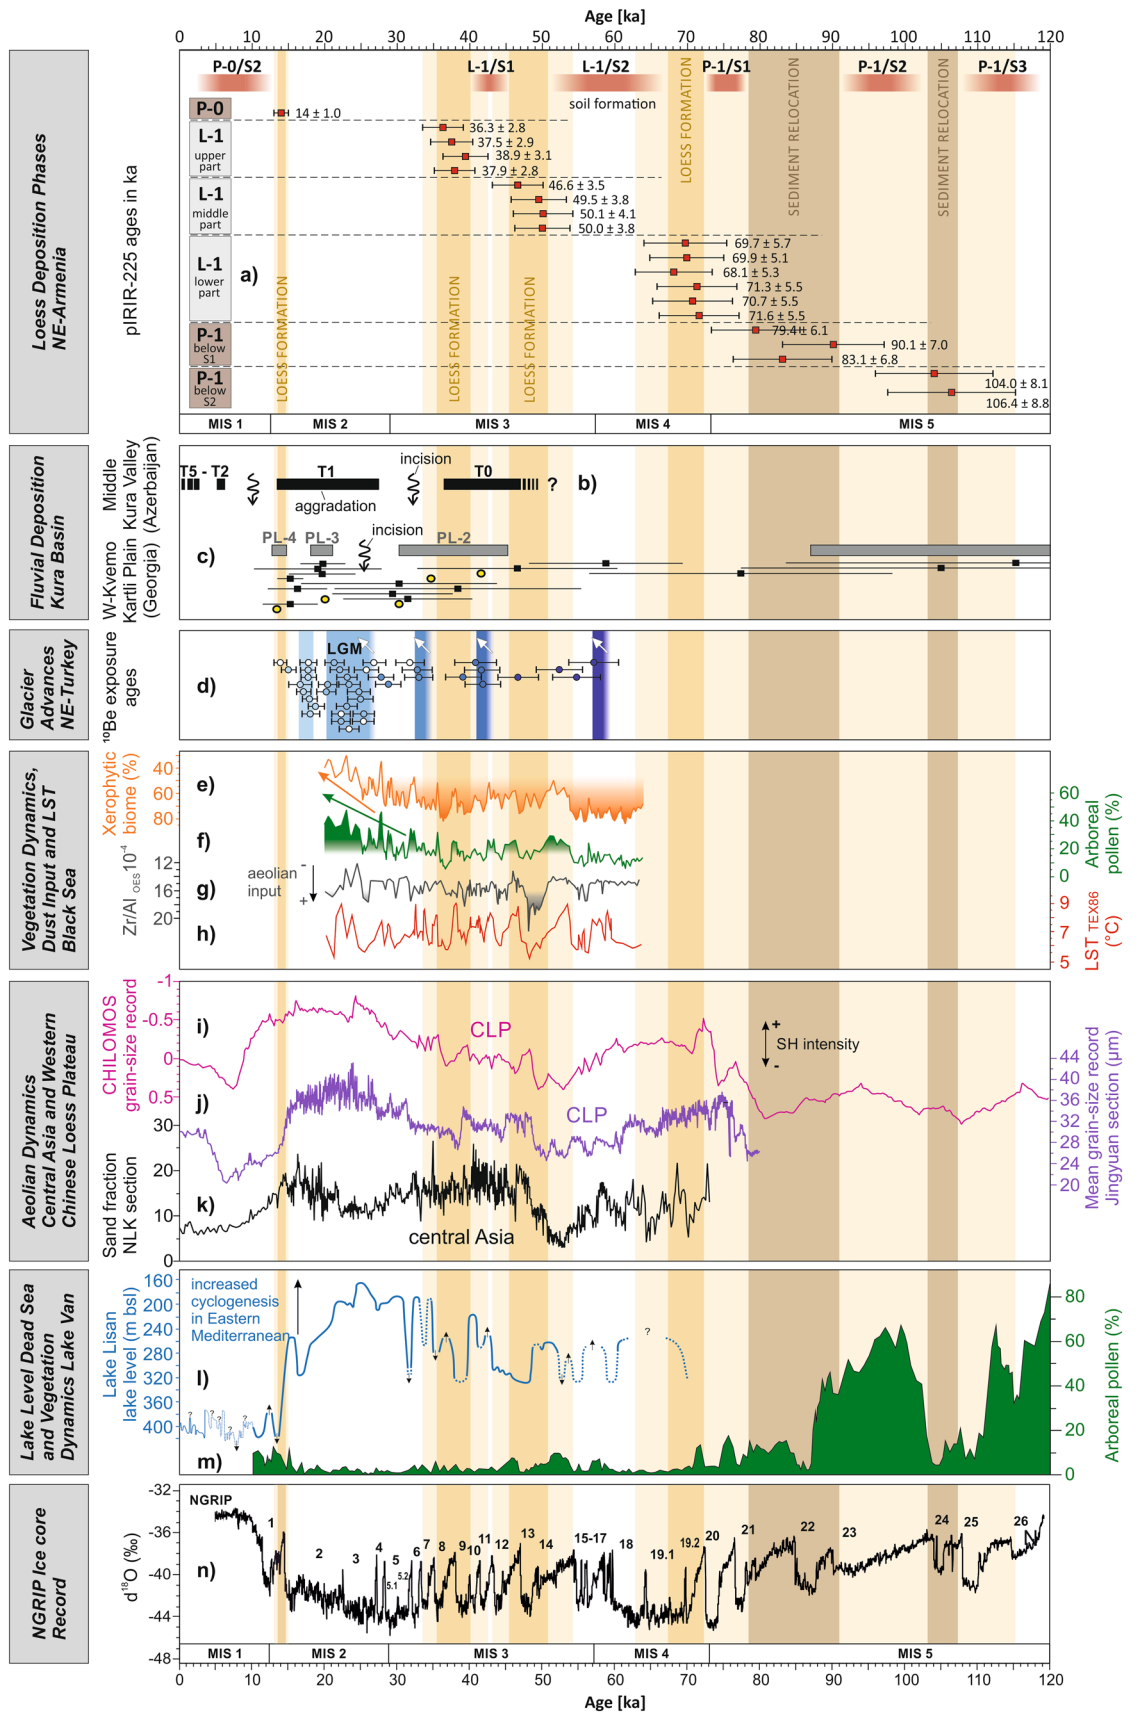 Age [ka]
0 10 20 30 40 50 60 70 80 90 100 110 120
Loess Deposition Phases
NE-Armenia
pIRIR-225 ages in ka
P-0/S2
L-1/S1
L-1/S2
P-1/S1
P-1/S2
P-1/S3
soil formation
LOESS FORMATION
SEDIMENT RELOCATION
SEDIMENT RELOCATION
P-0
14 ± 1.0
L-1
upper
part
36.3 ± 2.8
37.5 ± 2.9
38.9 ± 3.1
37.9 ± 2.8
L-1
middle
part
46.6 ± 3.5
49.5 ± 3.8
50.1 ± 4.1
50.0 ± 3.8
L-1
lower
part
a)
69.7 ± 5.7
69.9 ± 5.1
68.1 ± 5.3
71.3 ± 5.5
70.7 ± 5.5
71.6 ± 5.5
LOESS FORMATION
LOESS FORMATION
LOESS FORMATION
P-1
below
S1
79.4 ± 6.1
90.1 ± 7.0
83.1 ± 6.8
P-1
below
S2
104.0 ± 8.1
106.4 ± 8.8
MIS 1 MIS 2 MIS 3 MIS 4 MIS 5
Fluvial Deposition
Kura Basin
Middle
Kura Valley
(Azerbaijan)
T5 - T2
T1
aggradation
incision
T0
?
b)
W-Kvemo
Kartli Plain
(Georgia)
c)
PL-4
PL-3
incision
PL-2
Glacier
Advances
NE-Turkey
¹⁰Be exposure
ages
d)
LGM
Vegetation Dynamics,
Dust Input and LST
Black Sea
Xerophytic
biome (%)
40
60
80
e)
f)
60
40
20
0
Arboreal
pollen (%)
Zr/Al OES 10⁻⁴
12
16
20
aeolian
input
-
+
g)
h)
9
7
5
LST TEX86
(°C)
Aeolian Dynamics
Central Asia and Western
Chinese Loess Plateau
CHILOMOS
grain-size record
-1
-0.5
0
0.5
i)
CLP
+
SH intensity
-
j)
CLP
44
40
36
32
28
24
20
Mean grain-size record
Jingyuan section (µm)
Sand fraction
NLK section
30
20
10
0
k)
central Asia
Lake Level Dead Sea
and Vegetation
Dynamics Lake Van
Lake Lisan
lake level (m bsl)
160
200
240
280
320
360
400
increased
cyclogenesis
in Eastern
Mediterranean
?
l)
? ? ? ? ?
m)
80
60
40
20
0
Arboreal pollen (%)
NGRIP Ice core
Record
d¹⁸O (‰)
-32
-36
-40
-44
-48
NGRIP
n)
1 2 3 4 5 5.1 5.2 6 7 8 9 10 11 12 13 14 15-17 18 19.1 19.2 20 21 22 23 24 25 26
MIS 1 MIS 2 MIS 3 MIS 4 MIS 5
0 10 20 30 40 50 60 70 80 90 100 110 120
Age [ka]